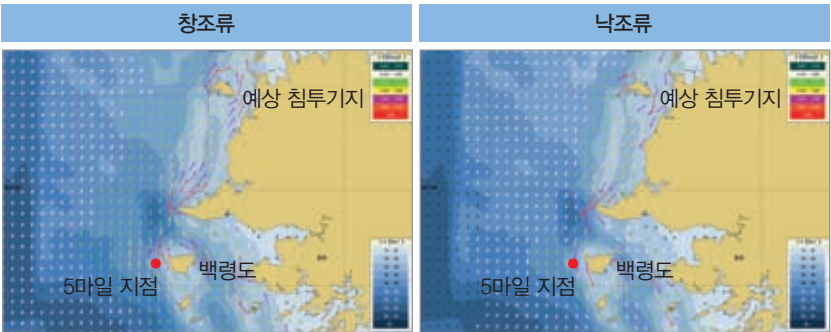 창조류
낙조류
예상 침투기지
백령도
5마일 지점
예상 침투기지
백령도
5마일 지점